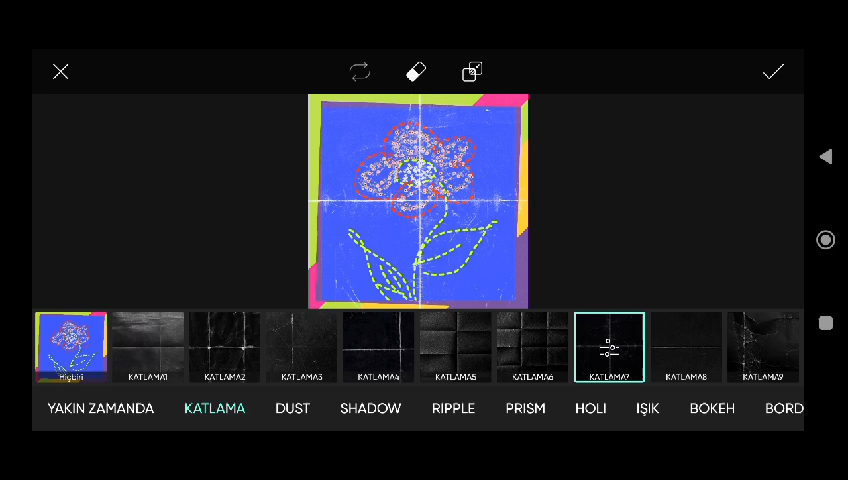 Hiçbiri KATLAMA1 KATLAMA2 KATLAMA3 KATLAMA4 KATLAMA5 KATLAMA6 KATLAMA7 KATLAMA8 KATLAMA9
YAKIN ZAMANDA KATLAMA DUST SHADOW RIPPLE PRISM HOLI IŞIK BOKEH BORD